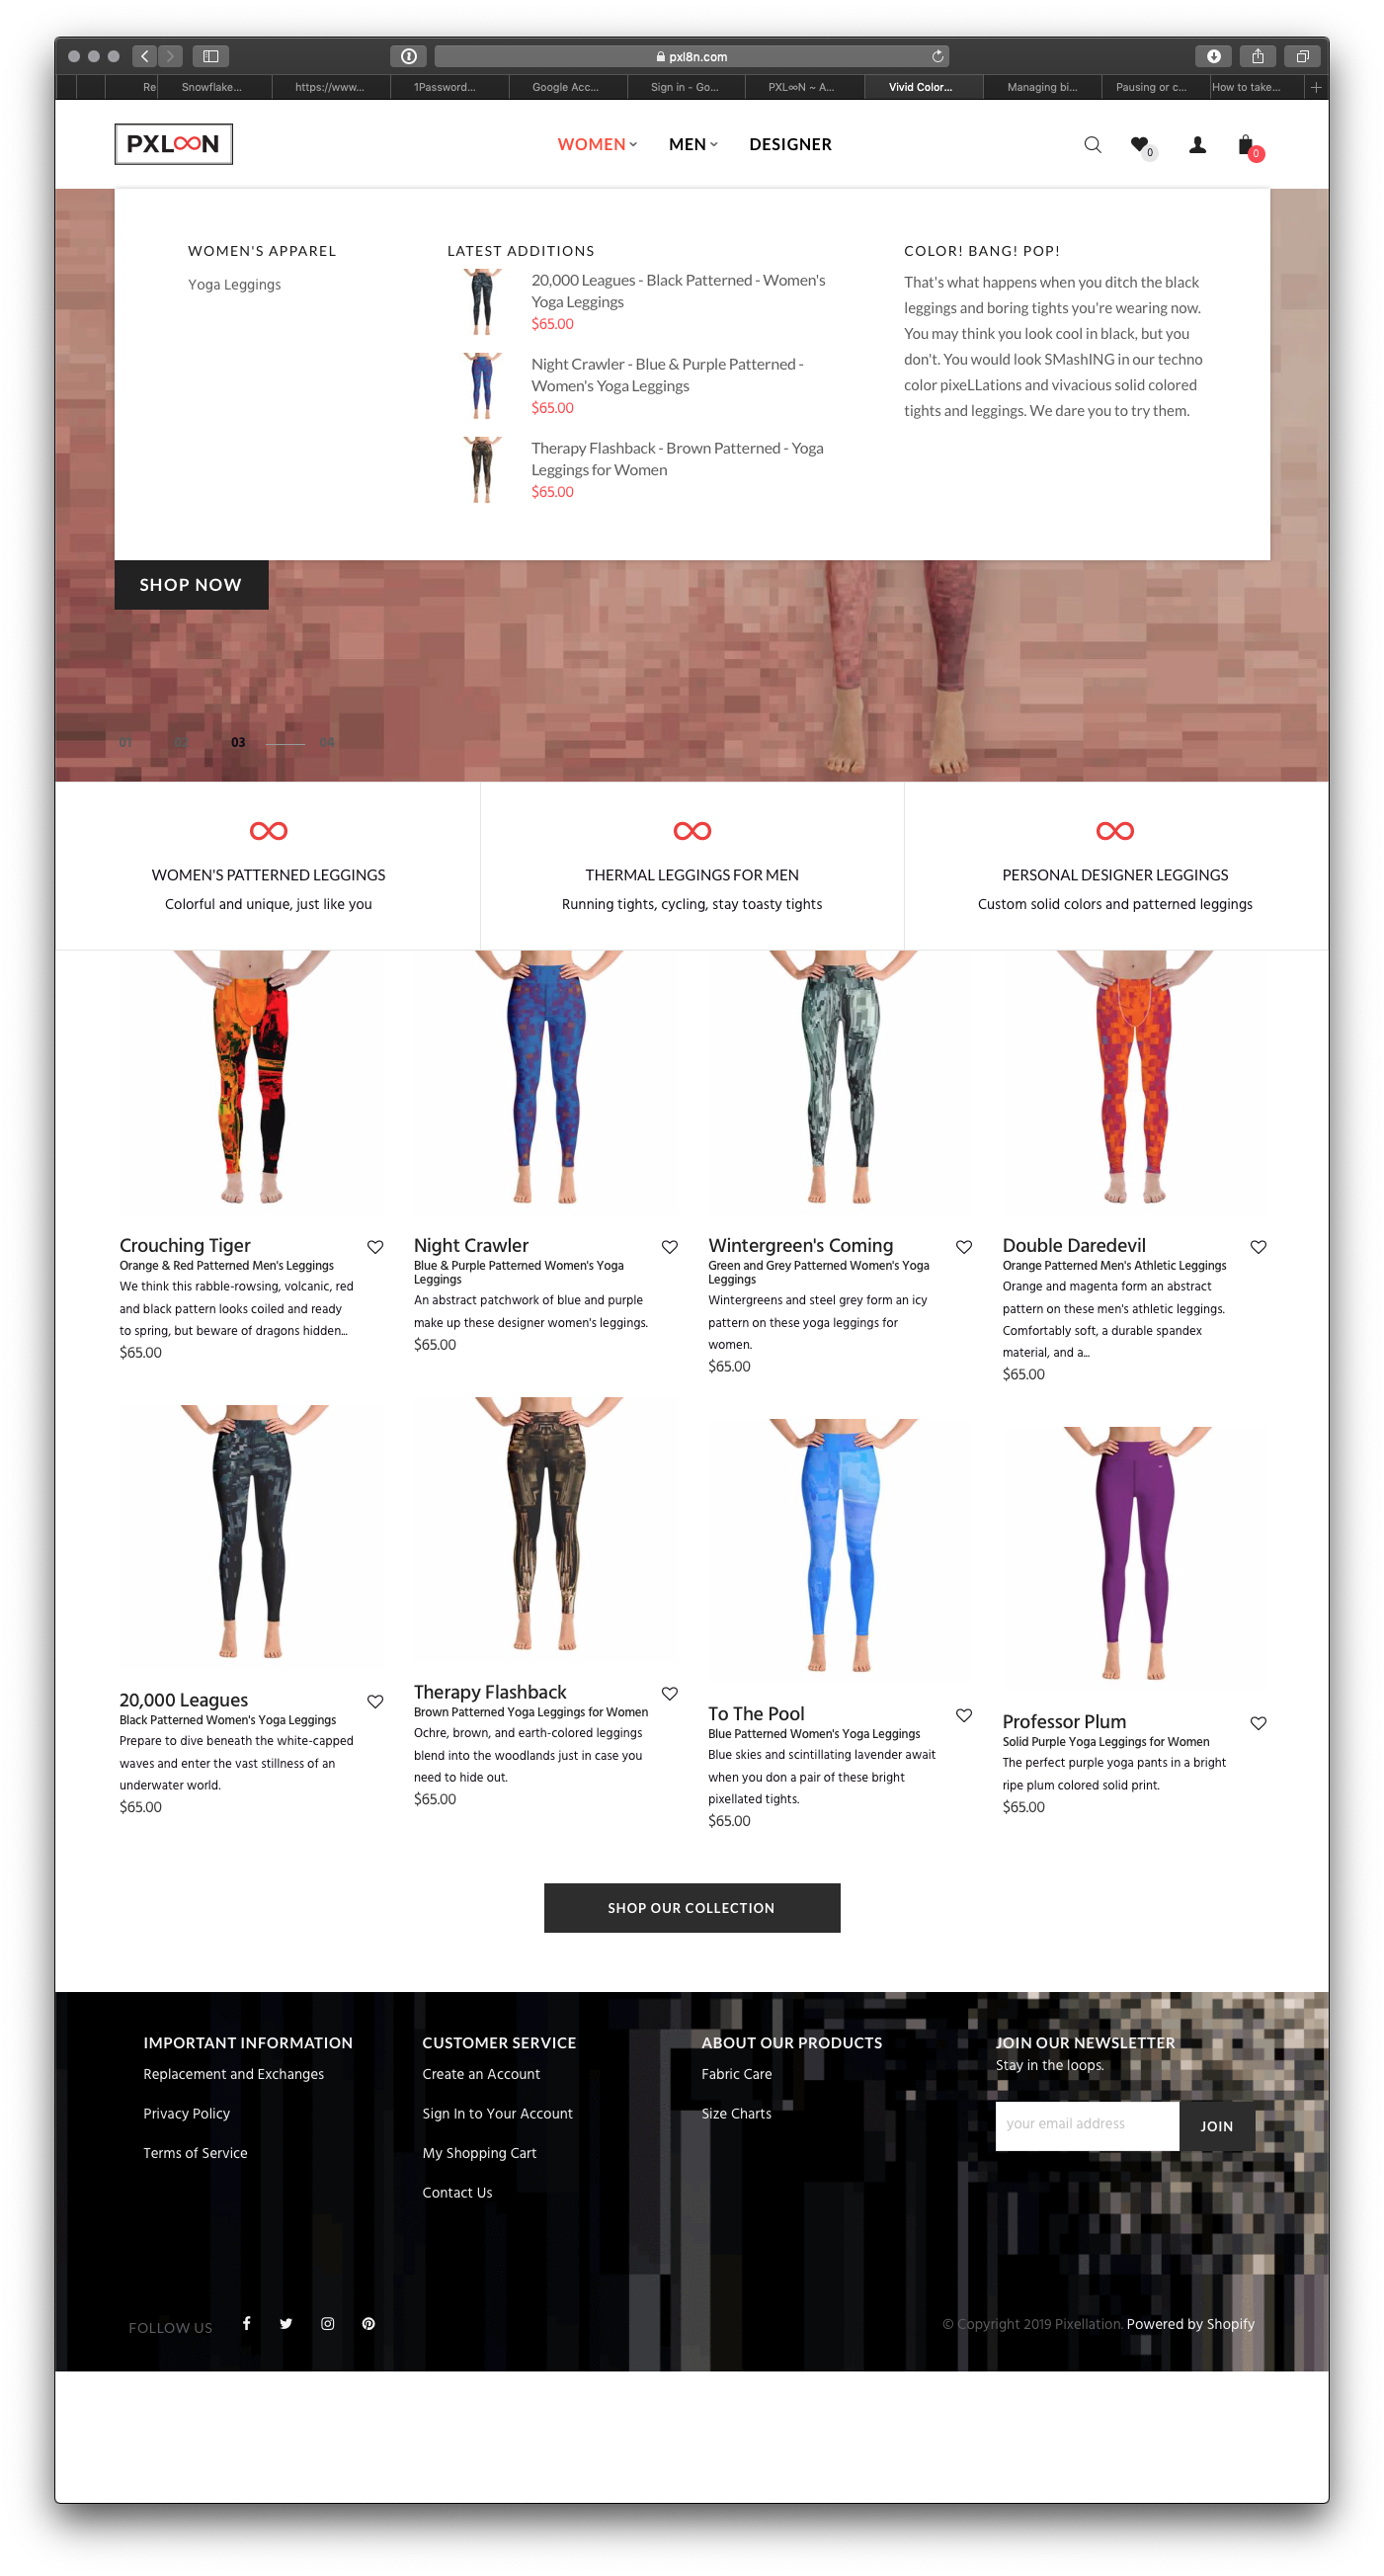 pxl8n.com
Re
Snowflake...
https://www...
1Password...
Google Acc...
Sign in - Go...
PXL∞N ~ A...
Vivid Color...
Managing bi...
Pausing or c...
How to take...
PXL∞N
WOMEN
MEN
DESIGNER
0
0
WOMEN'S APPAREL
Yoga Leggings
LATEST ADDITIONS
20,000 Leagues - Black Patterned - Women's
Yoga Leggings
$65.00
Night Crawler - Blue & Purple Patterned -
Women's Yoga Leggings
$65.00
Therapy Flashback - Brown Patterned - Yoga
Leggings for Women
$65.00
COLOR! BANG! POP!
That's what happens when you ditch the black
leggings and boring tights you're wearing now.
You may think you look cool in black, but you
don't. You would look SMashING in our techno
color pixeLLations and vivacious solid colored
tights and leggings. We dare you to try them.
SHOP NOW
01
02
03
04
WOMEN'S PATTERNED LEGGINGS
Colorful and unique, just like you
THERMAL LEGGINGS FOR MEN
Running tights, cycling, stay toasty tights
PERSONAL DESIGNER LEGGINGS
Custom solid colors and patterned leggings
Crouching Tiger
Orange & Red Patterned Men's Leggings
We think this rabble-rowsing, volcanic, red
and black pattern looks coiled and ready
to spring, but beware of dragons hidden...
$65.00
Night Crawler
Blue & Purple Patterned Women's Yoga
Leggings
An abstract patchwork of blue and purple
make up these designer women's leggings.
$65.00
Wintergreen's Coming
Green and Grey Patterned Women's Yoga
Leggings
Wintergreens and steel grey form an icy
pattern on these yoga leggings for
women.
$65.00
Double Daredevil
Orange Patterned Men's Athletic Leggings
Orange and magenta form an abstract
pattern on these men's athletic leggings.
Comfortably soft, a durable spandex
material, and a...
$65.00
20,000 Leagues
Black Patterned Women's Yoga Leggings
Prepare to dive beneath the white-capped
waves and enter the vast stillness of an
underwater world.
$65.00
Therapy Flashback
Brown Patterned Yoga Leggings for Women
Ochre, brown, and earth-colored leggings
blend into the woodlands just in case you
need to hide out.
$65.00
To The Pool
Blue Patterned Women's Yoga Leggings
Blue skies and scintillating lavender await
when you don a pair of these bright
pixellated tights.
$65.00
Professor Plum
Solid Purple Yoga Leggings for Women
The perfect purple yoga pants in a bright
ripe plum colored solid print.
$65.00
SHOP OUR COLLECTION
IMPORTANT INFORMATION
Replacement and Exchanges
Privacy Policy
Terms of Service
CUSTOMER SERVICE
Create an Account
Sign In to Your Account
My Shopping Cart
Contact Us
ABOUT OUR PRODUCTS
Fabric Care
Size Charts
JOIN OUR NEWSLETTER
Stay in the loops.
your email address
JOIN
FOLLOW US
© Copyright 2019 Pixellation. Powered by Shopify